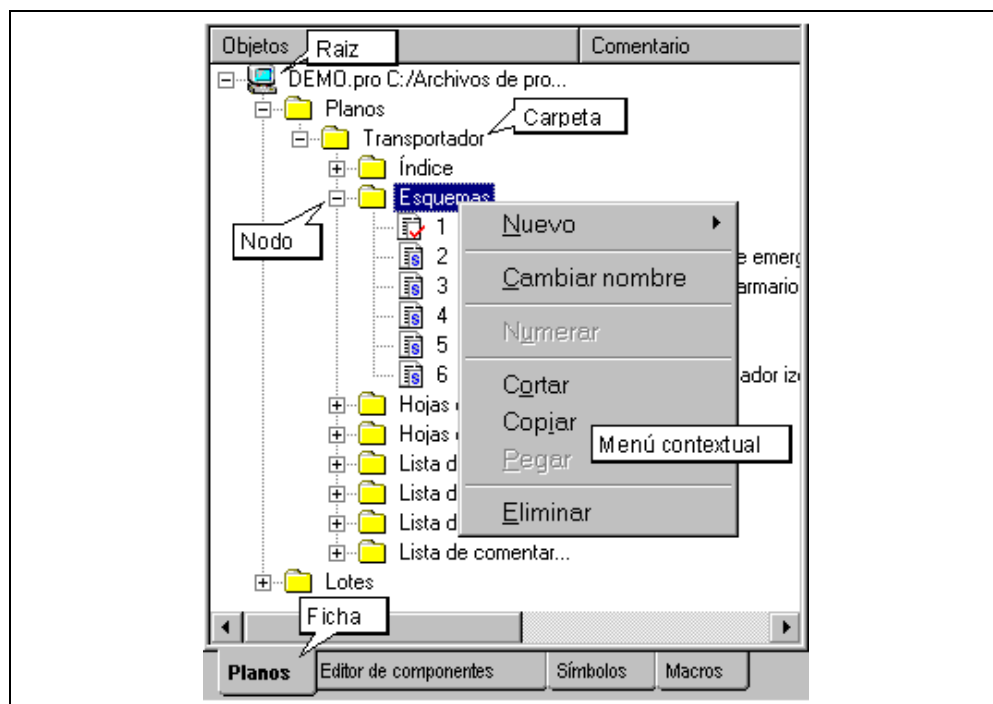 Objetos
Raiz
Comentario
DEMO.pro C:/Archivos de pro...
Planos
Carpeta
Transportador
Índice
Esquemas
Nodo
1
Nuevo
2
e emerg
3
Cambiar nombre
armario
4
Numerar
5
6
ador iz
Cortar
Hojas
Copiar
Hojas
Menú contextual
Lista d
Pegar
Lista d
Eliminar
Lista d
Lista de comentar...
Lotes
Ficha
Planos
Editor de componentes
Símbolos
Macros